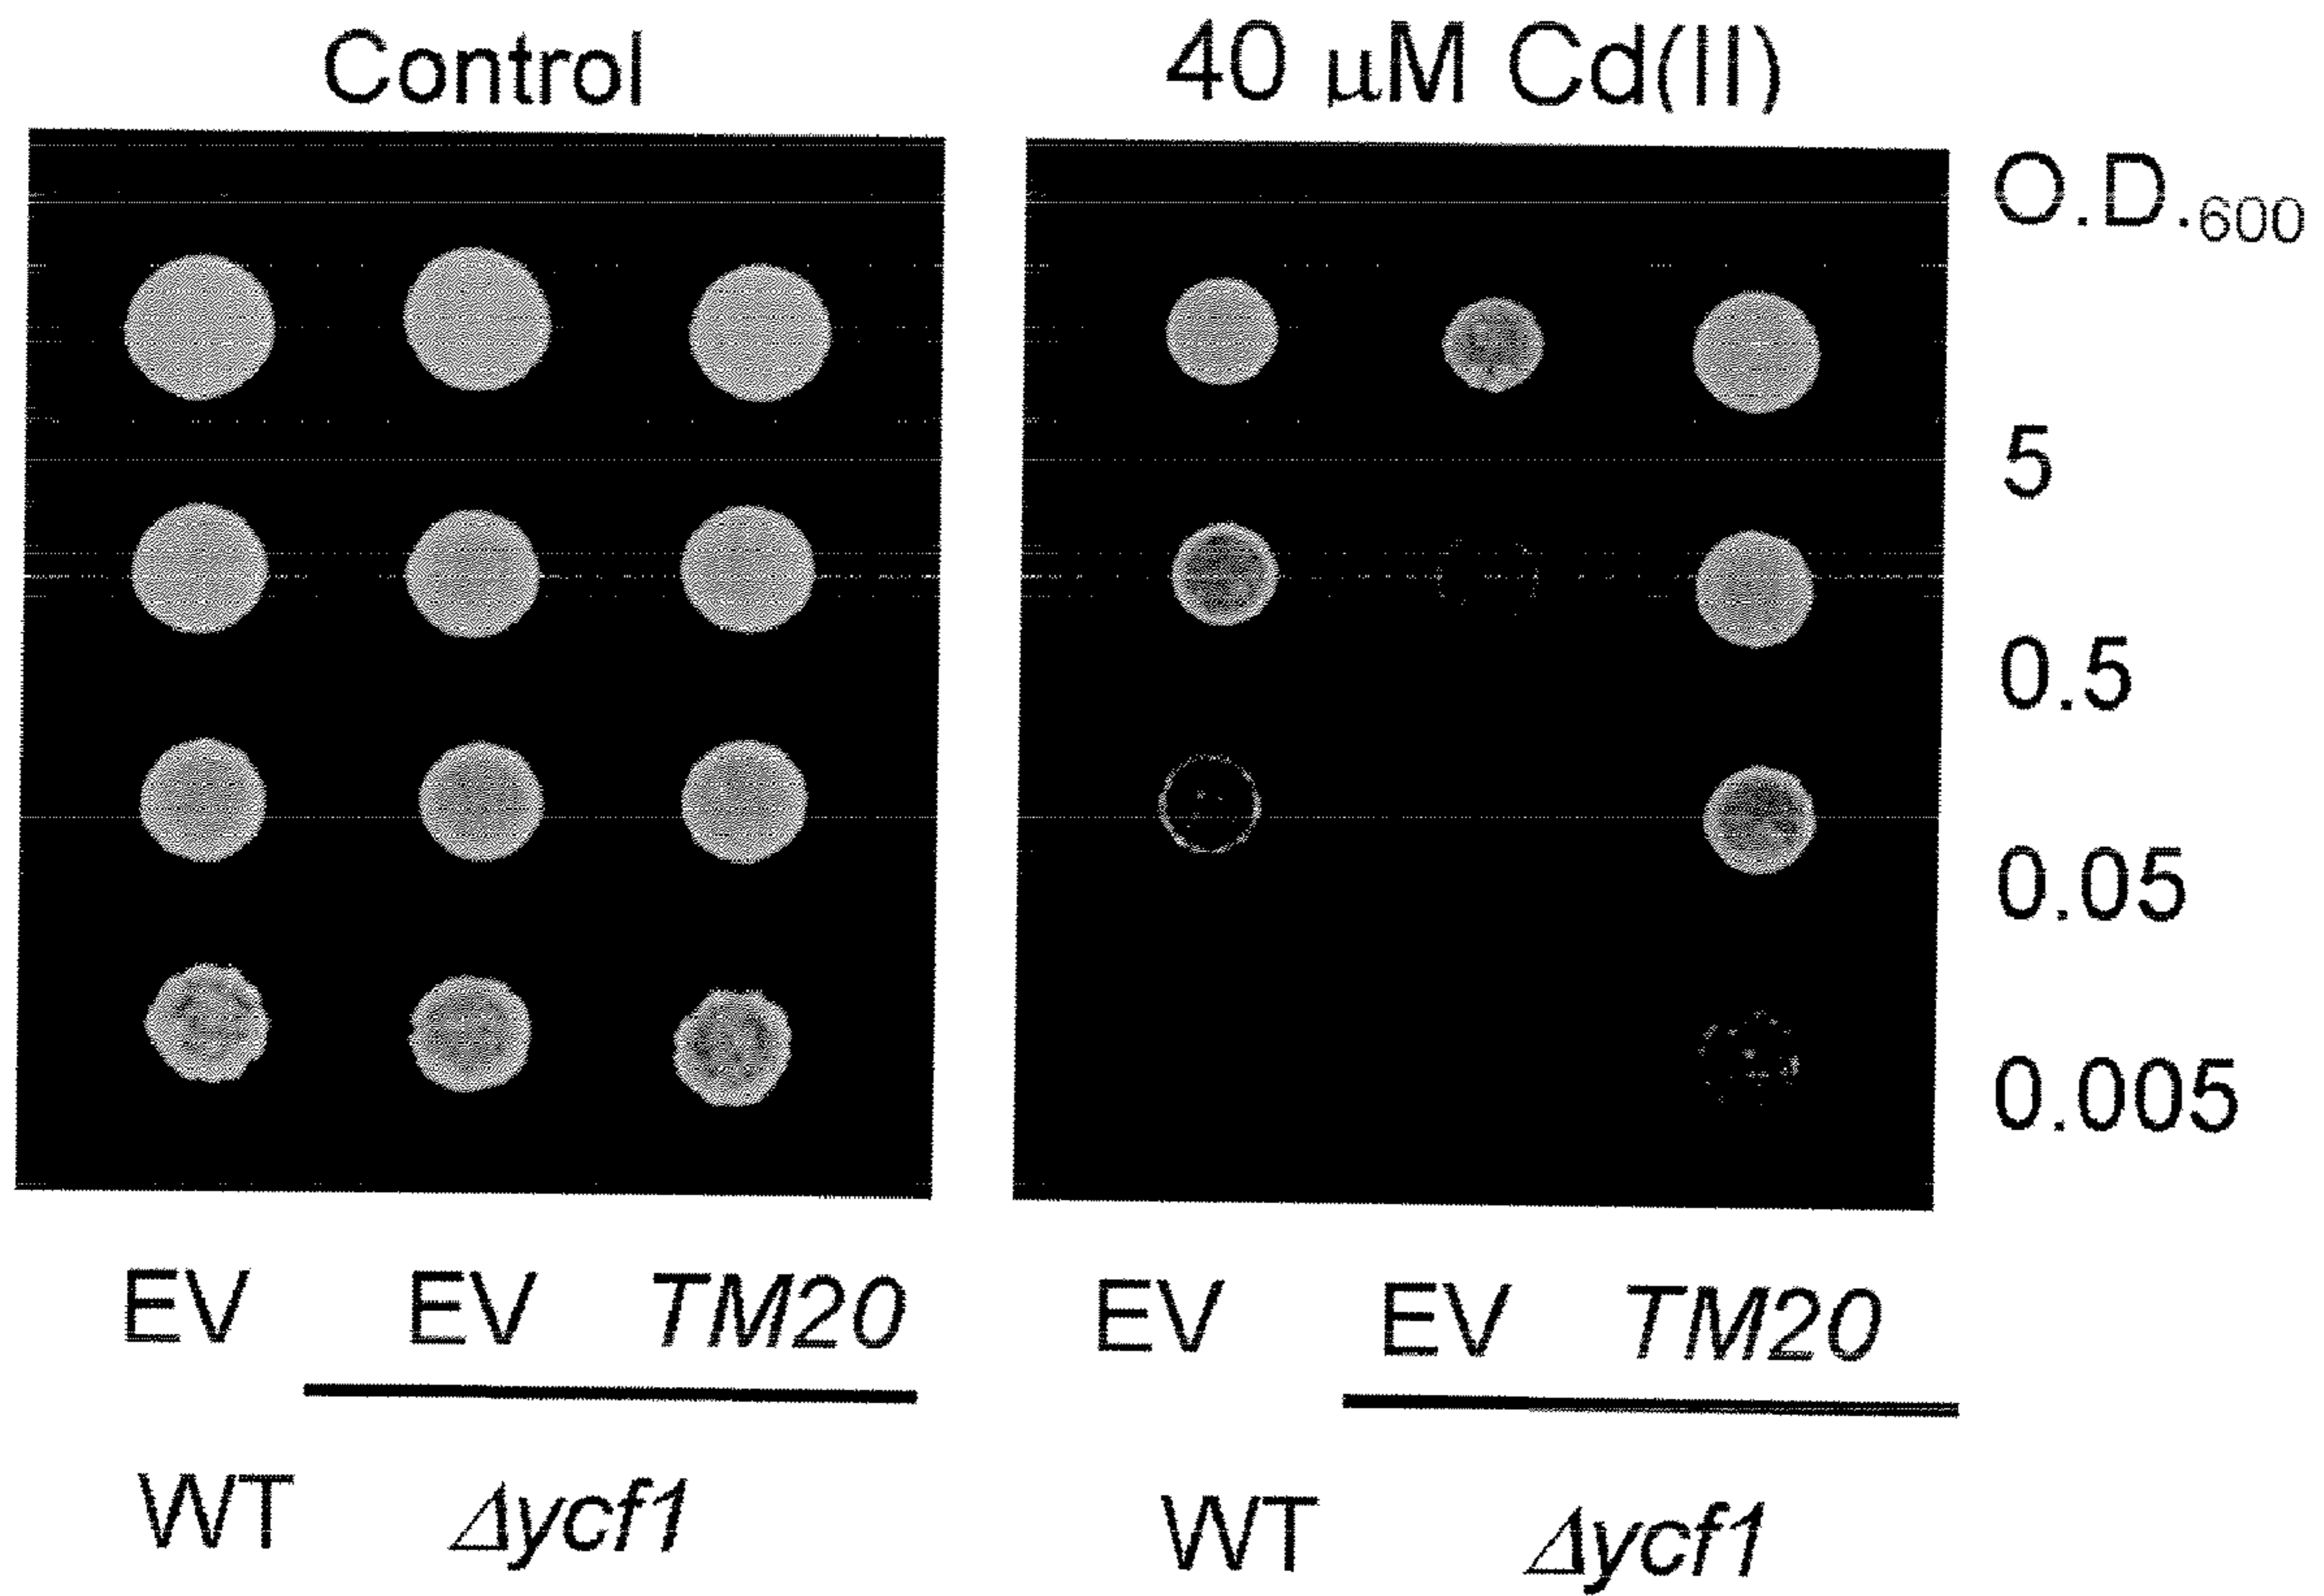 Control
40 µM Cd(II)
O.D.600
5
0.5
0.05
0.005
EV EV TM20
EV EV TM20
WT Δycf1
WT Δycf1